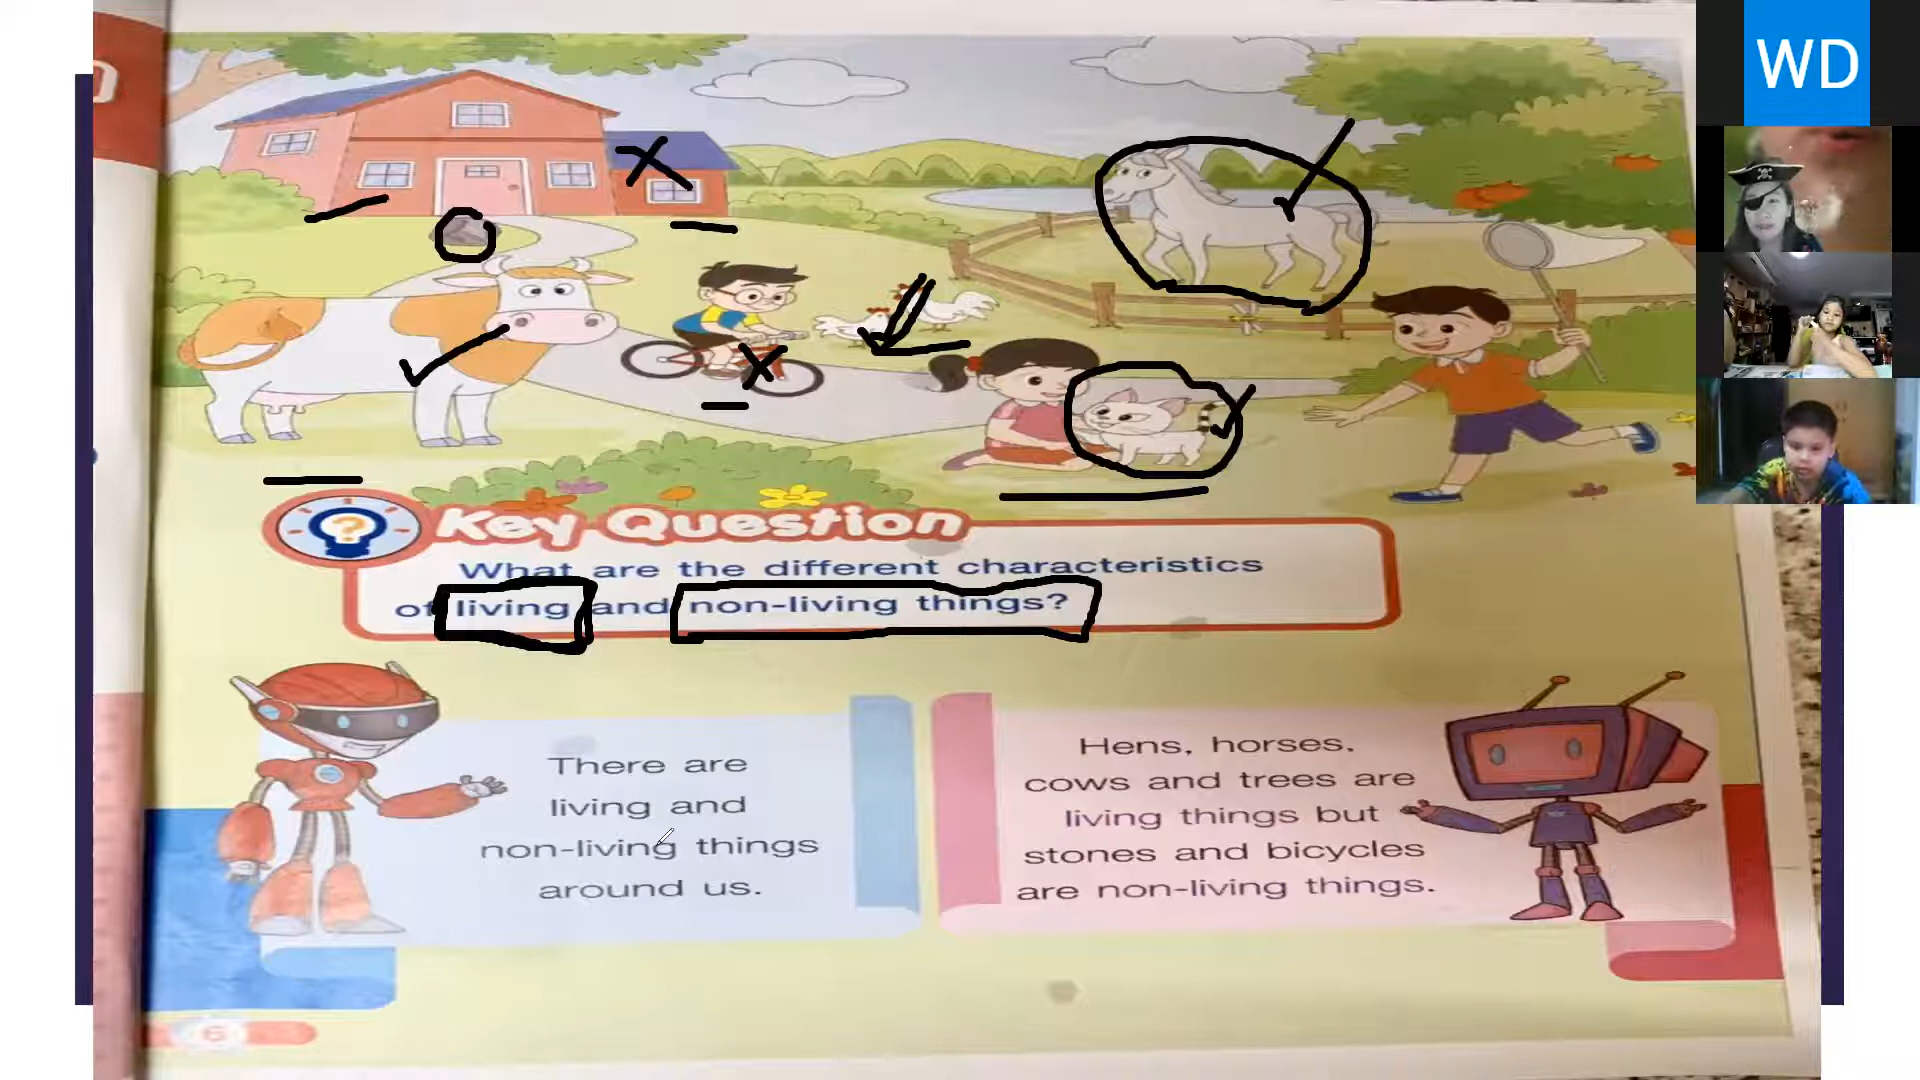 WD
Key Question
What are the different characteristics
of living and non-living things?
There are
living and
non-living things
around us.
Hens, horses,
cows and trees are
living things but
stones and bicycles
are non-living things.
6